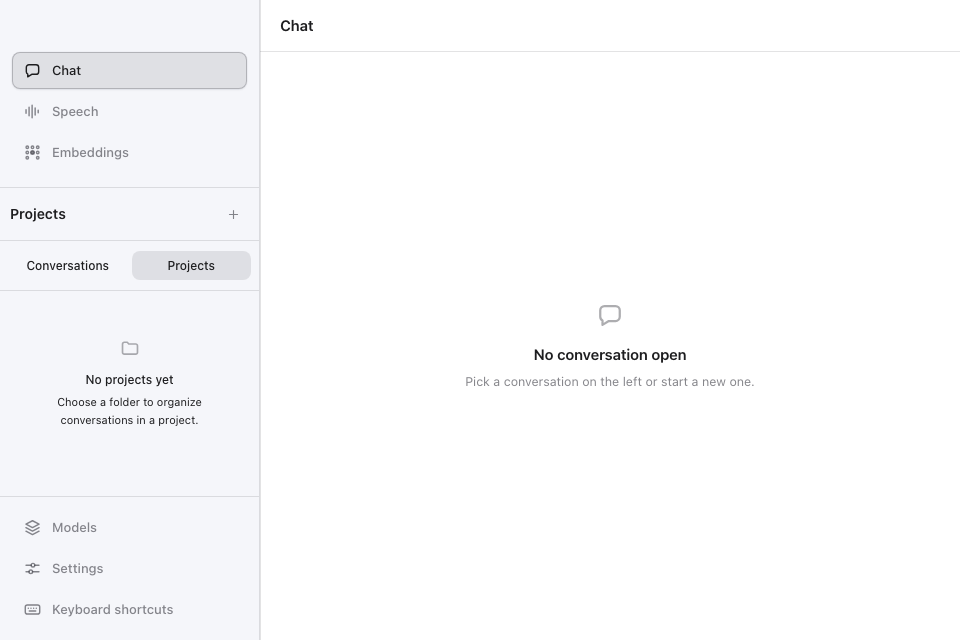 Chat
Speech
Embeddings
Projects
Conversations
Projects
No projects yet
Choose a folder to organize
conversations in a project.
Models
Settings
Keyboard shortcuts
Chat
No conversation open
Pick a conversation on the left or start a new one.